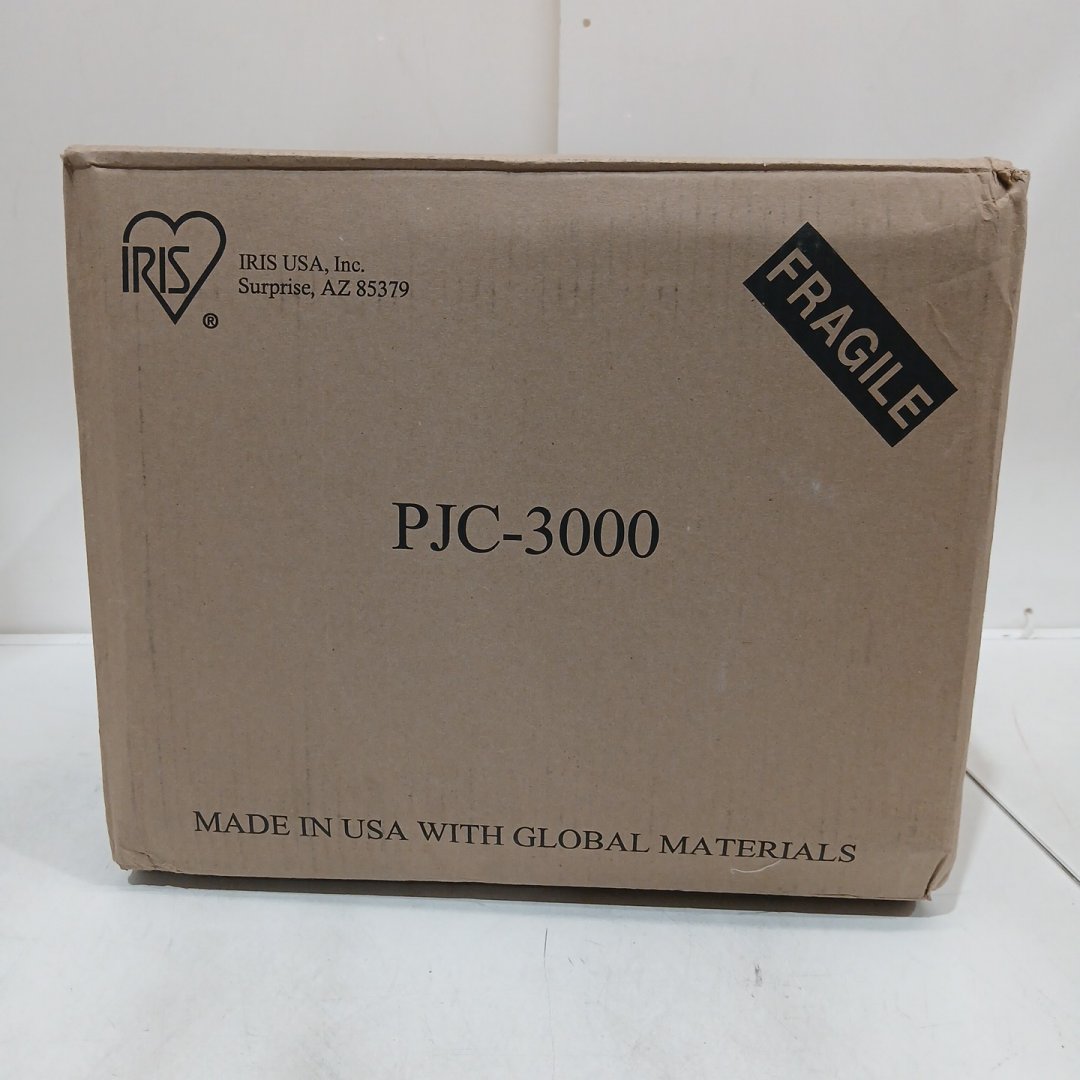 IRIS
®
IRIS USA, Inc.
Surprise, AZ 85379
FRAGILE
PJC-3000
MADE IN USA WITH GLOBAL MATERIALS